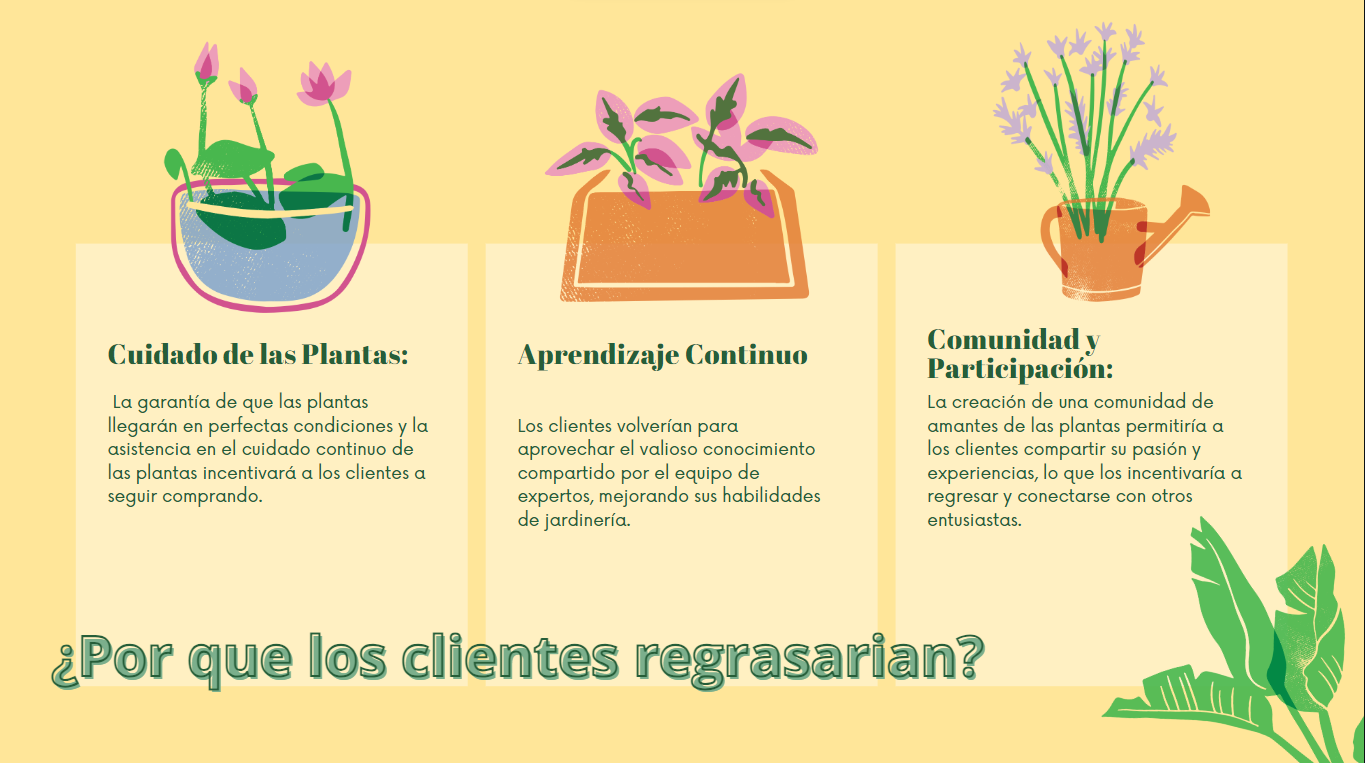 Cuidado de las Plantas:
La garantía de que las plantas
llegarán en perfectas condiciones y la
asistencia en el cuidado continuo de
las plantas incentivará a los clientes a
seguir comprando.
Aprendizaje Continuo
Los clientes volverían para
aprovechar el valioso conocimiento
compartido por el equipo de
expertos, mejorando sus habilidades
de jardinería.
Comunidad y
Participación:
La creación de una comunidad de
amantes de las plantas permitiría a
los clientes compartir su pasión y
experiencias, lo que los incentivaría a
regresar y conectarse con otros
entusiastas.
¿Por que los clientes regrasarian?